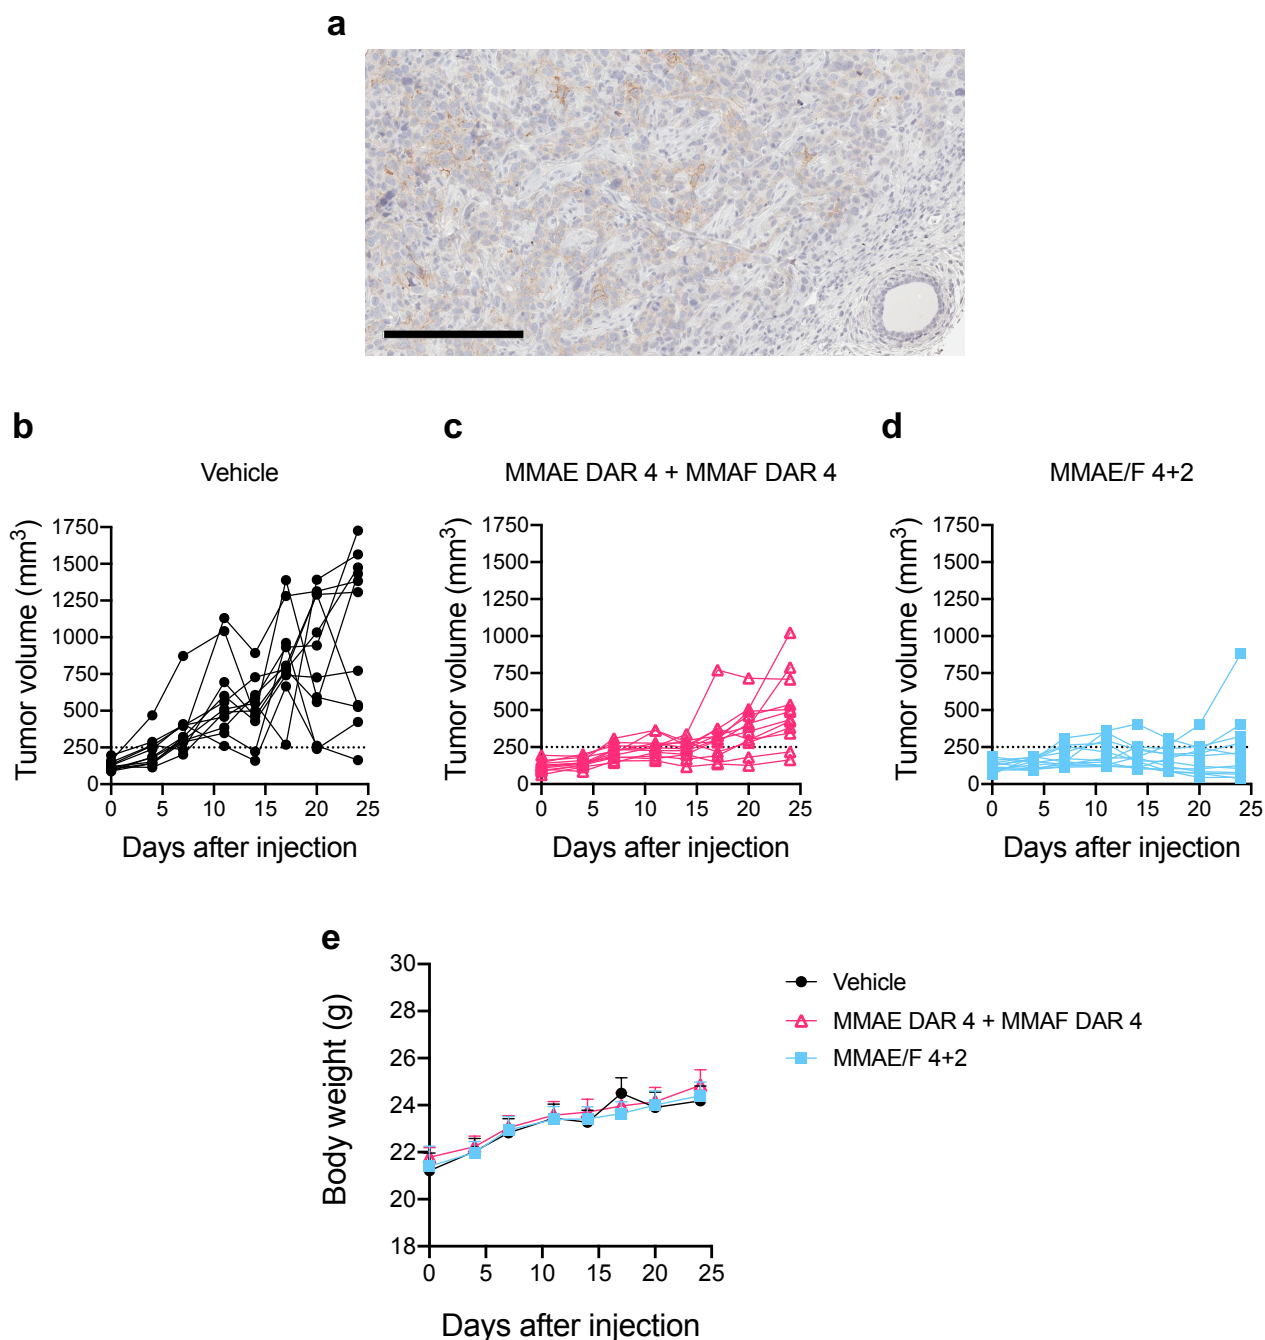 a
b
Vehicle
Tumor volume (mm³)
1750
1500
1250
1000
750
500
250
0
0 5 10 15 20 25
Days after injection
c
MMAE DAR 4 + MMAF DAR 4
Tumor volume (mm³)
1750
1500
1250
1000
750
500
250
0
0 5 10 15 20 25
Days after injection
d
MMAE/F 4+2
Tumor volume (mm³)
1750
1500
1250
1000
750
500
250
0
0 5 10 15 20 25
Days after injection
e
Body weight (g)
30
28
26
24
22
20
18
0 5 10 15 20 25
Days after injection
Vehicle
MMAE DAR 4 + MMAF DAR 4
MMAE/F 4+2